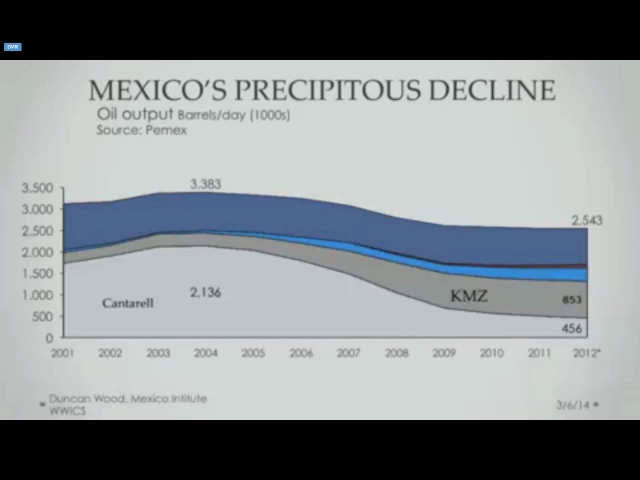 DVR
MEXICO'S PRECIPITOUS DECLINE
Oil output Barrels/day (1000s)
Source: Pemex
3,383
3,500
3,000
2,500
2,000
1,500
1,000
500
0
2,543
2,136
Cantarell
KMZ
853
456
2001 2002 2003 2004 2005 2006 2007 2008 2009 2010 2011 2012*
Duncan Wood, Mexico Intitute
WWICS
3/6/14